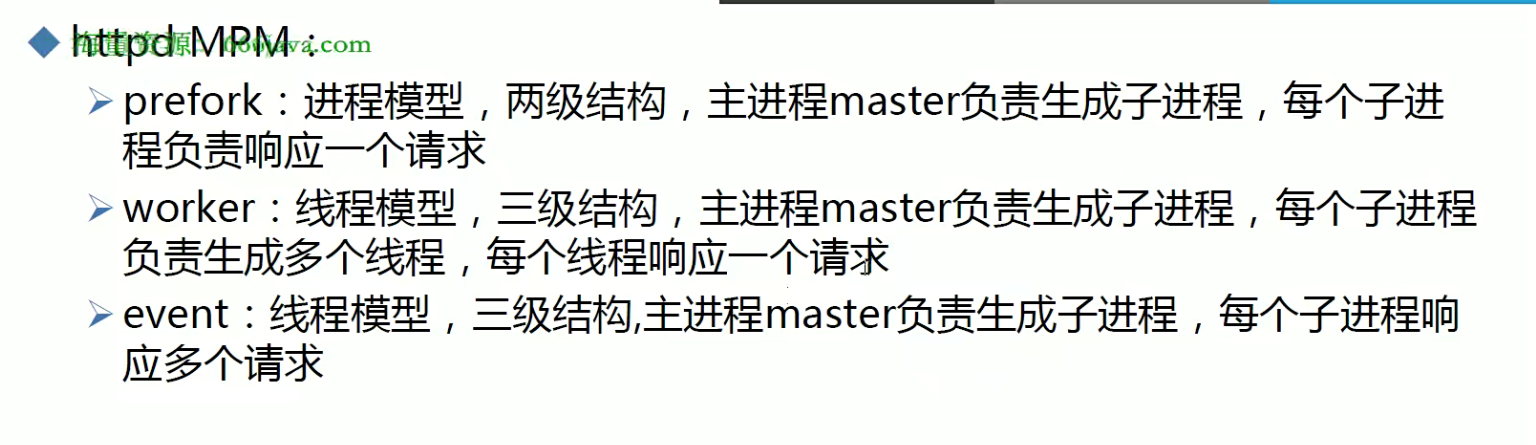 httpd MPM：
海量资源：666java.com
prefork：进程模型，两级结构，主进程master负责生成子进程，每个子进
程负责响应一个请求
worker：线程模型，三级结构，主进程master负责生成子进程，每个子进程
负责生成多个线程，每个线程响应一个请求
event：线程模型，三级结构,主进程master负责生成子进程，每个子进程响
应多个请求